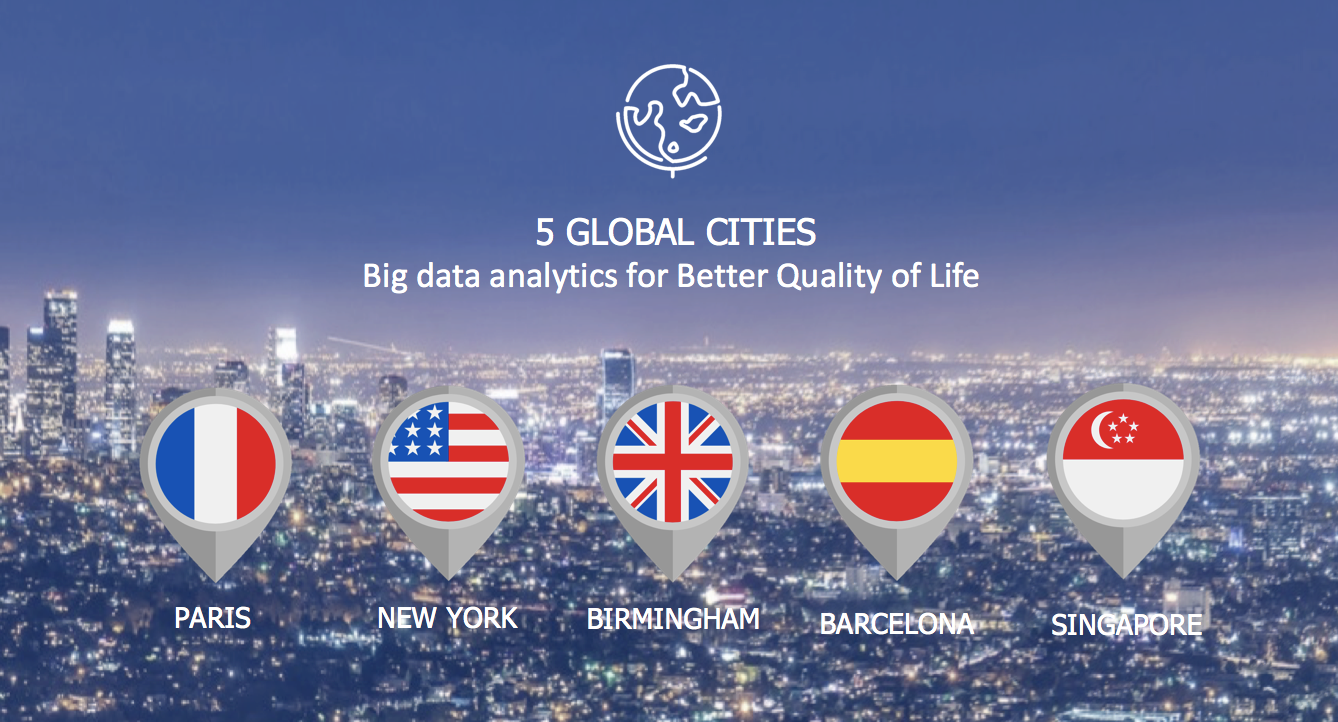 5 GLOBAL CITIES
Big data analytics for Better Quality of Life
PARIS
NEW YORK
BIRMINGHAM
BARCELONA
SINGAPORE